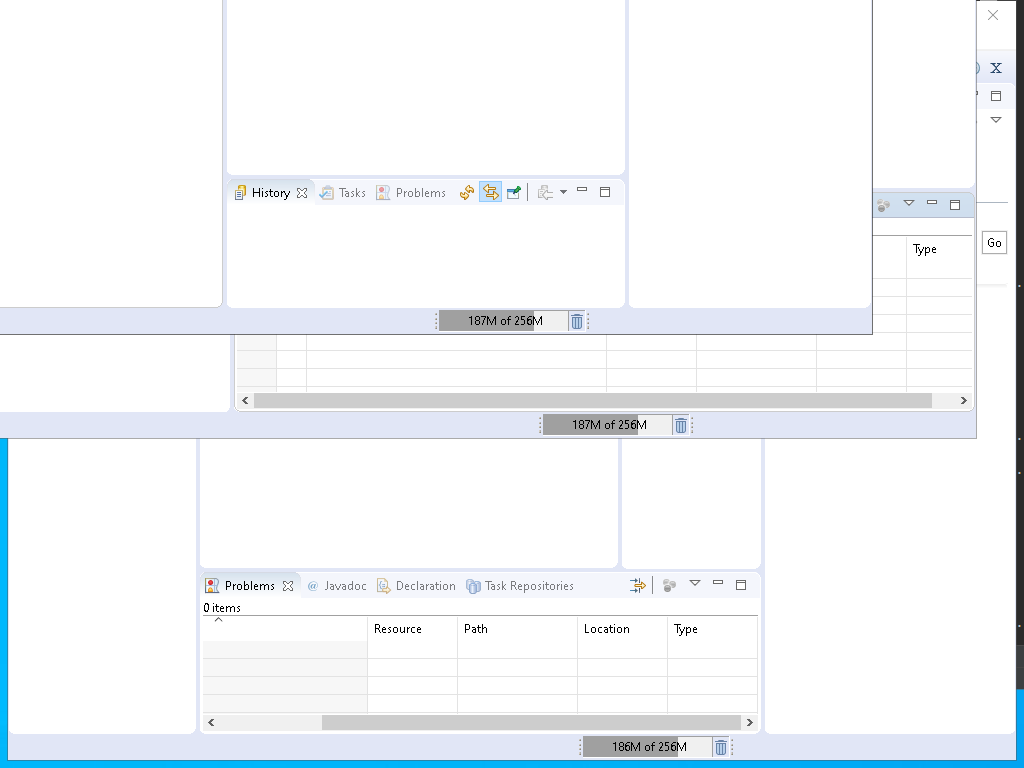 X
History Tasks Problems
Type
Go
187M of 256M
187M of 256M
Problems @ Javadoc Declaration Task Repositories
0 items
Resource Path Location Type
186M of 256M